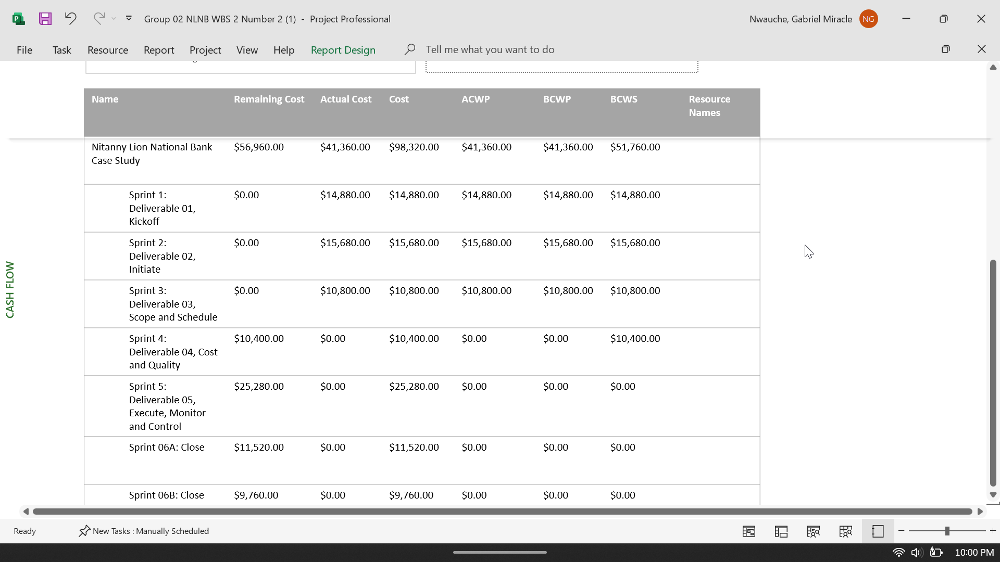 Group 02 NLNB WBS 2 Number 2 (1) - Project Professional
Nwauche, Gabriel Miracle NG
File Task Resource Report Project View Help Report Design Tell me what you want to do
Name Remaining Cost Actual Cost Cost ACWP BCWP BCWS Resource
Names
Nitanny Lion National Bank $56,960.00 $41,360.00 $98,320.00 $41,360.00 $41,360.00 $51,760.00
Case Study
Sprint 1: $0.00 $14,880.00 $14,880.00 $14,880.00 $14,880.00 $14,880.00
Deliverable 01,
Kickoff
Sprint 2: $0.00 $15,680.00 $15,680.00 $15,680.00 $15,680.00 $15,680.00
Deliverable 02,
Initiate
Sprint 3: $0.00 $10,800.00 $10,800.00 $10,800.00 $10,800.00 $10,800.00
Deliverable 03,
Scope and Schedule
Sprint 4: $10,400.00 $0.00 $10,400.00 $0.00 $0.00 $10,400.00
Deliverable 04, Cost
and Quality
Sprint 5: $25,280.00 $0.00 $25,280.00 $0.00 $0.00 $0.00
Deliverable 05,
Execute, Monitor
and Control
Sprint 06A: Close $11,520.00 $0.00 $11,520.00 $0.00 $0.00 $0.00
Sprint 06B: Close $9,760.00 $0.00 $9,760.00 $0.00 $0.00 $0.00
CASH FLOW
Ready New Tasks : Manually Scheduled
10:00 PM